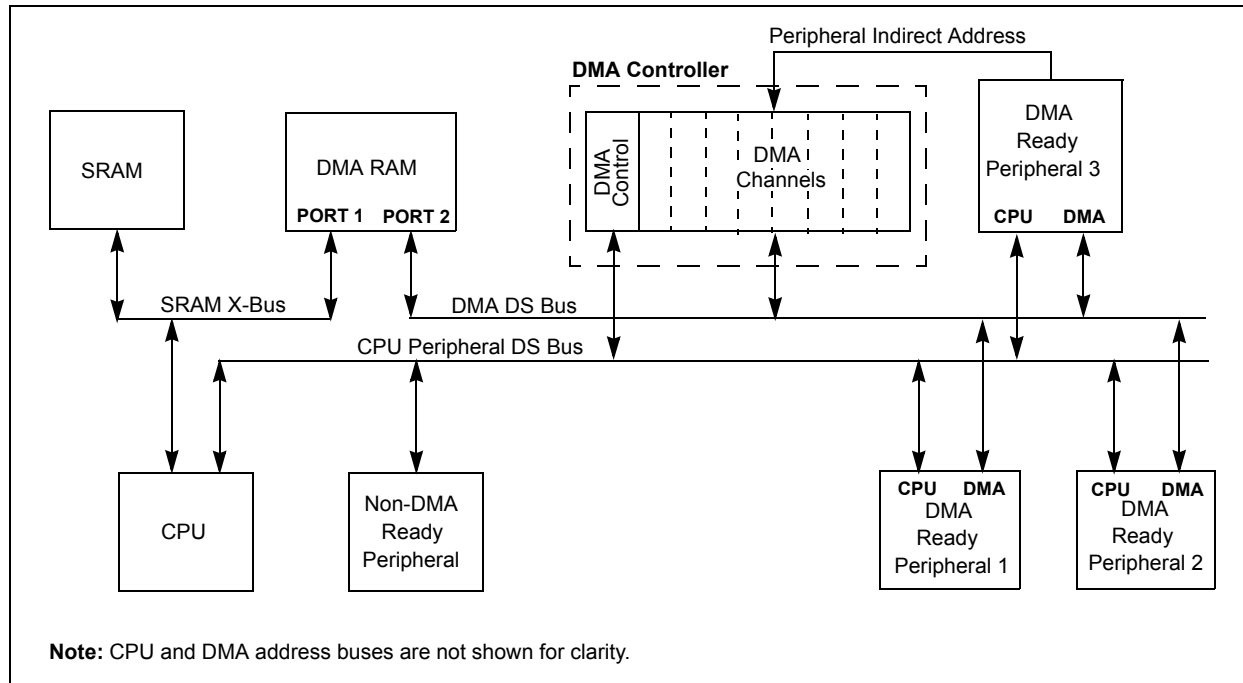 Peripheral Indirect Address
DMA Controller
SRAM
DMA RAM
PORT 1 PORT 2
DMA
Control
DMA
Channels
DMA
Ready
Peripheral 3
CPU DMA
SRAM X-Bus
DMA DS Bus
CPU Peripheral DS Bus
CPU
Non-DMA
Ready
Peripheral
CPU DMA
DMA
Ready
Peripheral 1
CPU DMA
DMA
Ready
Peripheral 2
Note: CPU and DMA address buses are not shown for clarity.